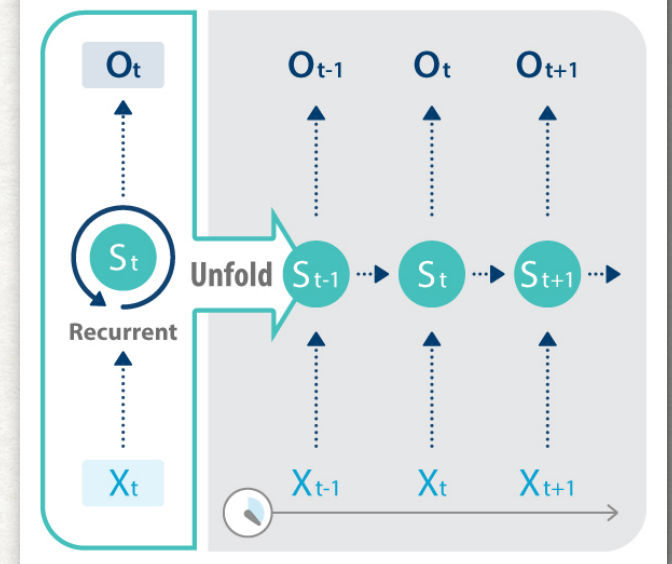 Ot
Ot-1 Ot Ot+1
St
Unfold
St-1 St St+1
Recurrent
Xt
Xt-1 Xt Xt+1